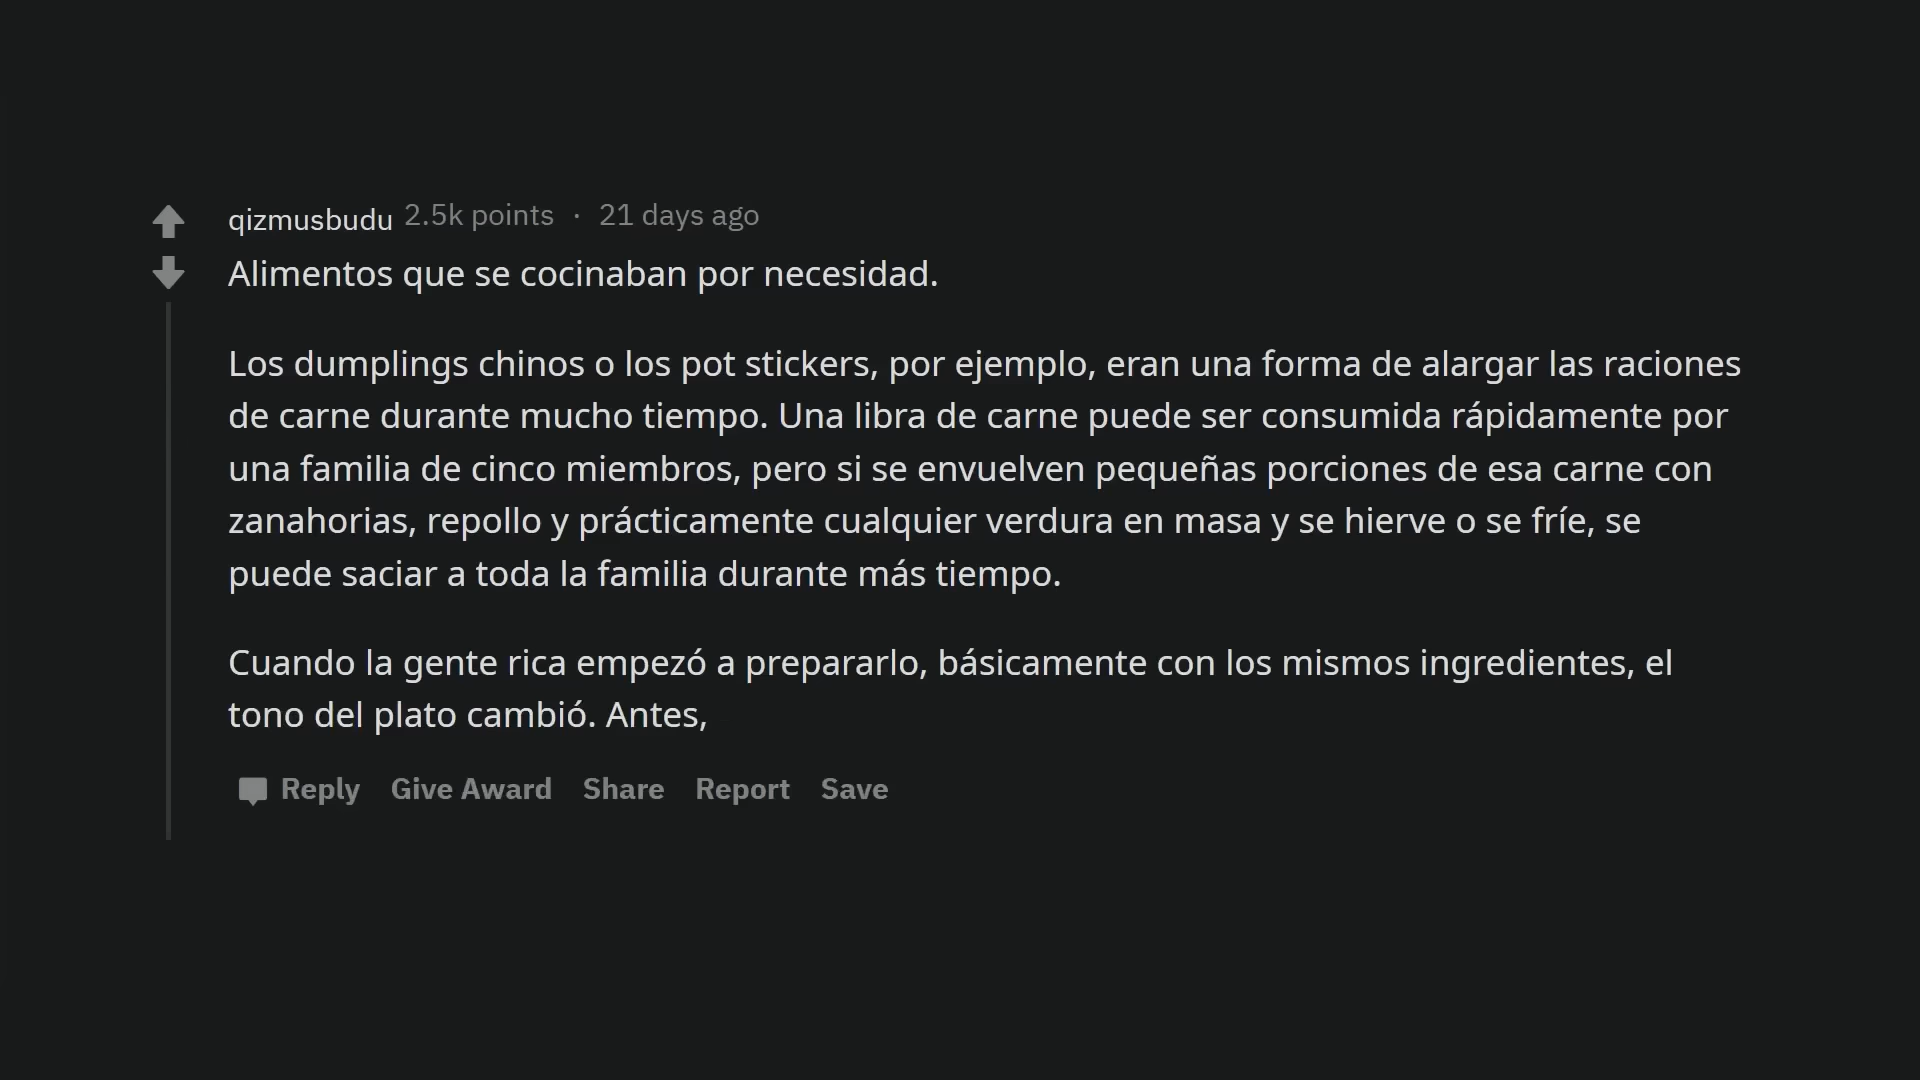 qizmusbudu 2.5k points · 21 days ago
Alimentos que se cocinaban por necesidad.
Los dumplings chinos o los pot stickers, por ejemplo, eran una forma de alargar las raciones
de carne durante mucho tiempo. Una libra de carne puede ser consumida rápidamente por
una familia de cinco miembros, pero si se envuelven pequeñas porciones de esa carne con
zanahorias, repollo y prácticamente cualquier verdura en masa y se hierve o se fríe, se
puede saciar a toda la familia durante más tiempo.
Cuando la gente rica empezó a prepararlo, básicamente con los mismos ingredientes, el
tono del plato cambió. Antes,
Reply Give Award Share Report Save